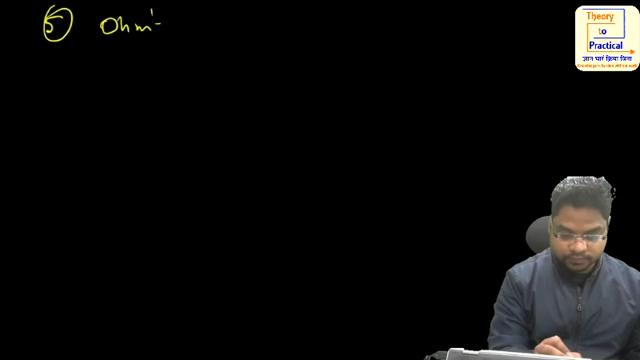 5 Ohm'
Theory
to
Practical
ज्ञान भारं क्रिया विना